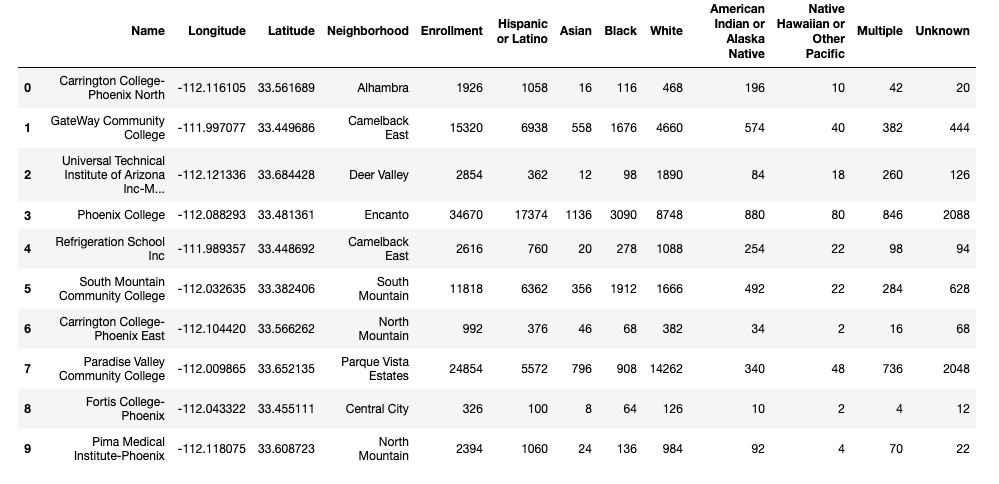 Name Longitude Latitude Neighborhood Enrollment Hispanic or Latino Asian Black White American Indian or Alaska Native Native Hawaiian or Other Pacific Multiple Unknown
0 Carrington College-Phoenix North -112.116105 33.561689 Alhambra 1926 1058 16 116 468 196 10 42 20
1 GateWay Community College -111.997077 33.449686 Camelback East 15320 6938 558 1676 4660 574 40 382 444
2 Universal Technical Institute of Arizona Inc-M... -112.121336 33.684428 Deer Valley 2854 362 12 98 1890 84 18 260 126
3 Phoenix College -112.088293 33.481361 Encanto 34670 17374 1136 3090 8748 880 80 846 2088
4 Refrigeration School Inc -111.989357 33.448692 Camelback East 2616 760 20 278 1088 254 22 98 94
5 South Mountain Community College -112.032635 33.382406 South Mountain 11818 6362 356 1912 1666 492 22 284 628
6 Carrington College-Phoenix East -112.104420 33.566262 North Mountain 992 376 46 68 382 34 2 16 68
7 Paradise Valley Community College -112.009865 33.652135 Parque Vista Estates 24854 5572 796 908 14262 340 48 736 2048
8 Fortis College-Phoenix -112.043322 33.455111 Central City 326 100 8 64 126 10 2 4 12
9 Pima Medical Institute-Phoenix -112.118075 33.608723 North Mountain 2394 1060 24 136 984 92 4 70 22